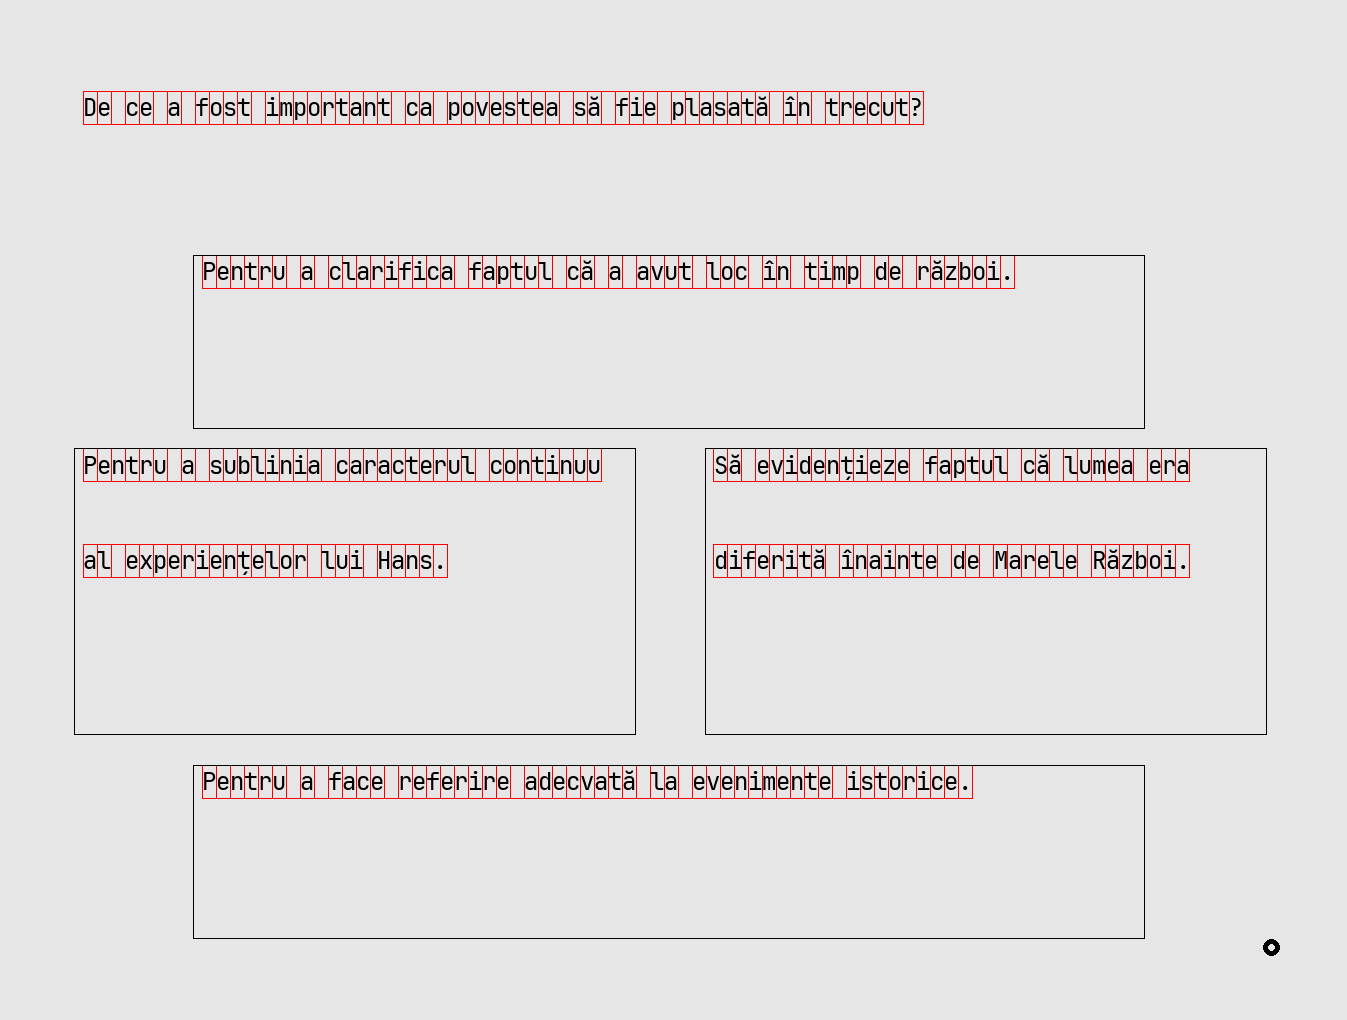 De ce a fost important ca povestea să fie plasată în trecut?
Pentru a clarifica faptul că a avut loc în timp de război.
Pentru a sublinia caracterul continuu
al experiențelor lui Hans.
Să evidențieze faptul că lumea era
diferită înainte de Marele Război.
Pentru a face referire adecvată la evenimente istorice.